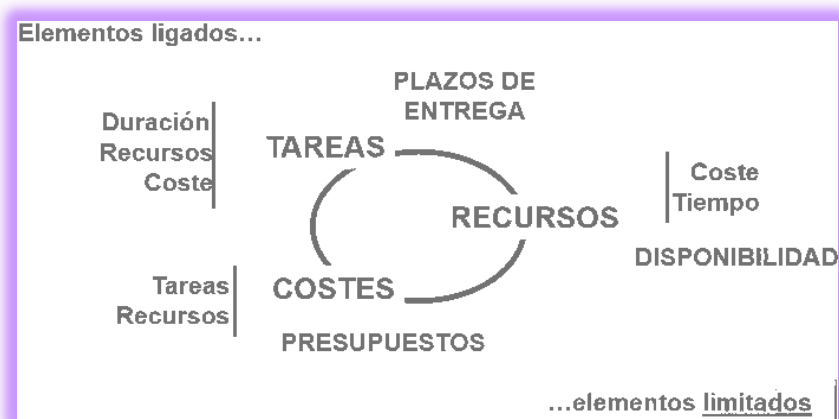 Elementos ligados...
PLAZOS DE
ENTREGA
Duración
Recursos
Coste
TAREAS
Coste
Tiempo
RECURSOS
DISPONIBILIDAD
Tareas
Recursos
COSTES
PRESUPUESTOS
...elementos limitados